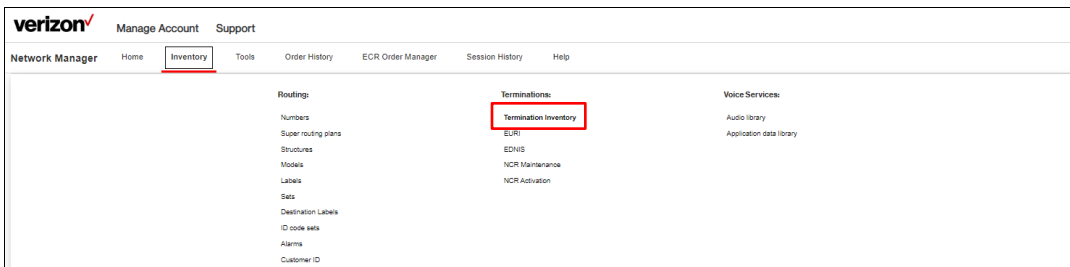 verizon✓ Manage Account Support
Network Manager Home Inventory Tools Order History ECR Order Manager Session History Help
Routing: Terminations: Voice Services:
Numbers Termination Inventory Audio library
Super routing plans EURI Application data library
Structures EDNIS
Models NCR Maintenance
Labels NCR Activation
Sets
Destination Labels
ID code sets
Alarms
Customer ID